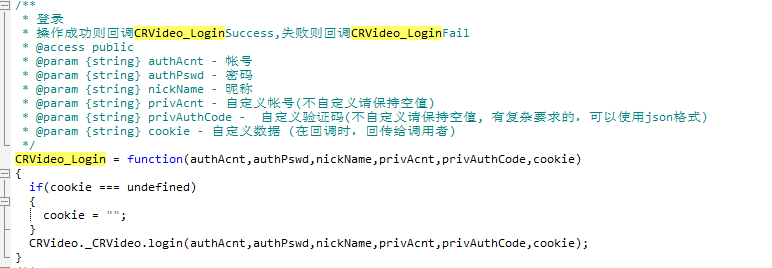 /**
* 登录
* 操作成功则回调CRVideo_LoginSuccess,失败则回调CRVideo_LoginFail
* @access public
* @param {string} authAcnt - 帐号
* @param {string} authPswd - 密码
* @param {string} nickName - 昵称
* @param {string} privAcnt - 自定义帐号(不自定义请保持空值)
* @param {string} privAuthCode -  自定义验证码(不自定义请保持空值, 有复杂要求的，可以使用json格式)
* @param {string} cookie - 自定义数据 (在回调时，回传给调用者)
*/
CRVideo_Login = function(authAcnt,authPswd,nickName,privAcnt,privAuthCode,cookie)
{
if(cookie === undefined)
{
cookie = "";
}
CRVideo._CRVideo.login(authAcnt,authPswd,nickName,privAcnt,privAuthCode,cookie);
}